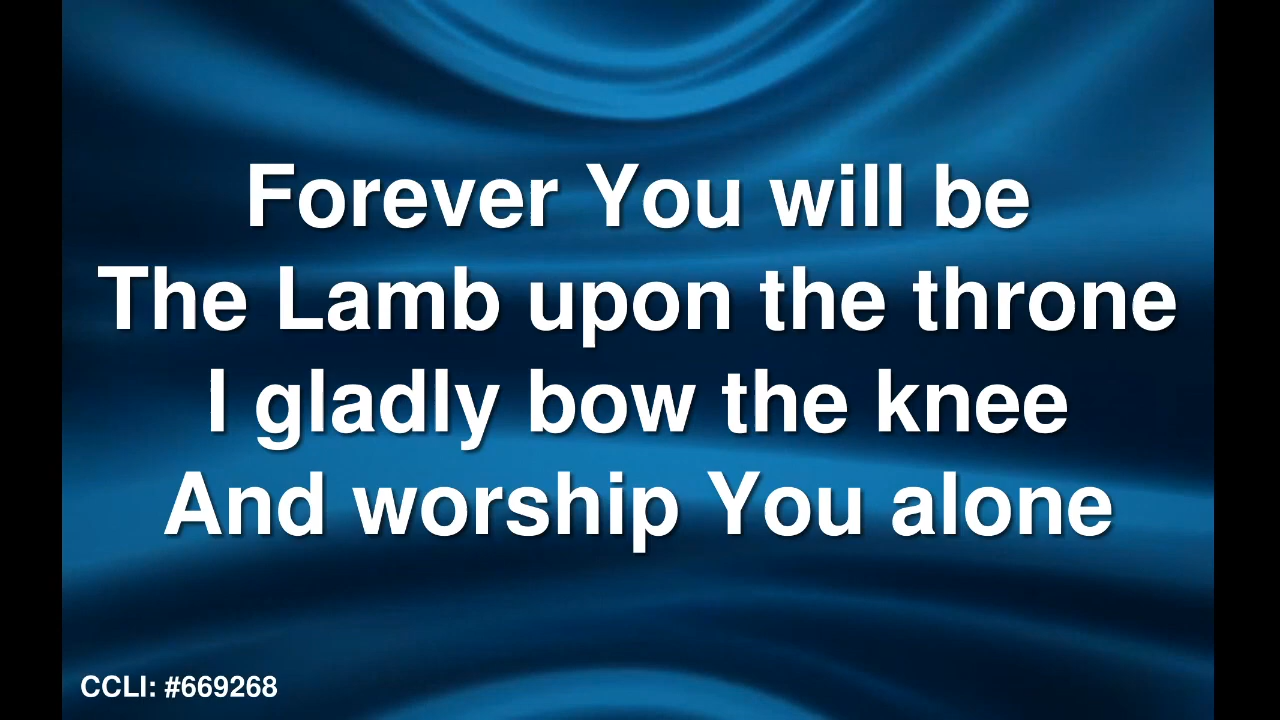 Forever You will be
The Lamb upon the throne
I gladly bow the knee
And worship You alone
CCLI: #669268